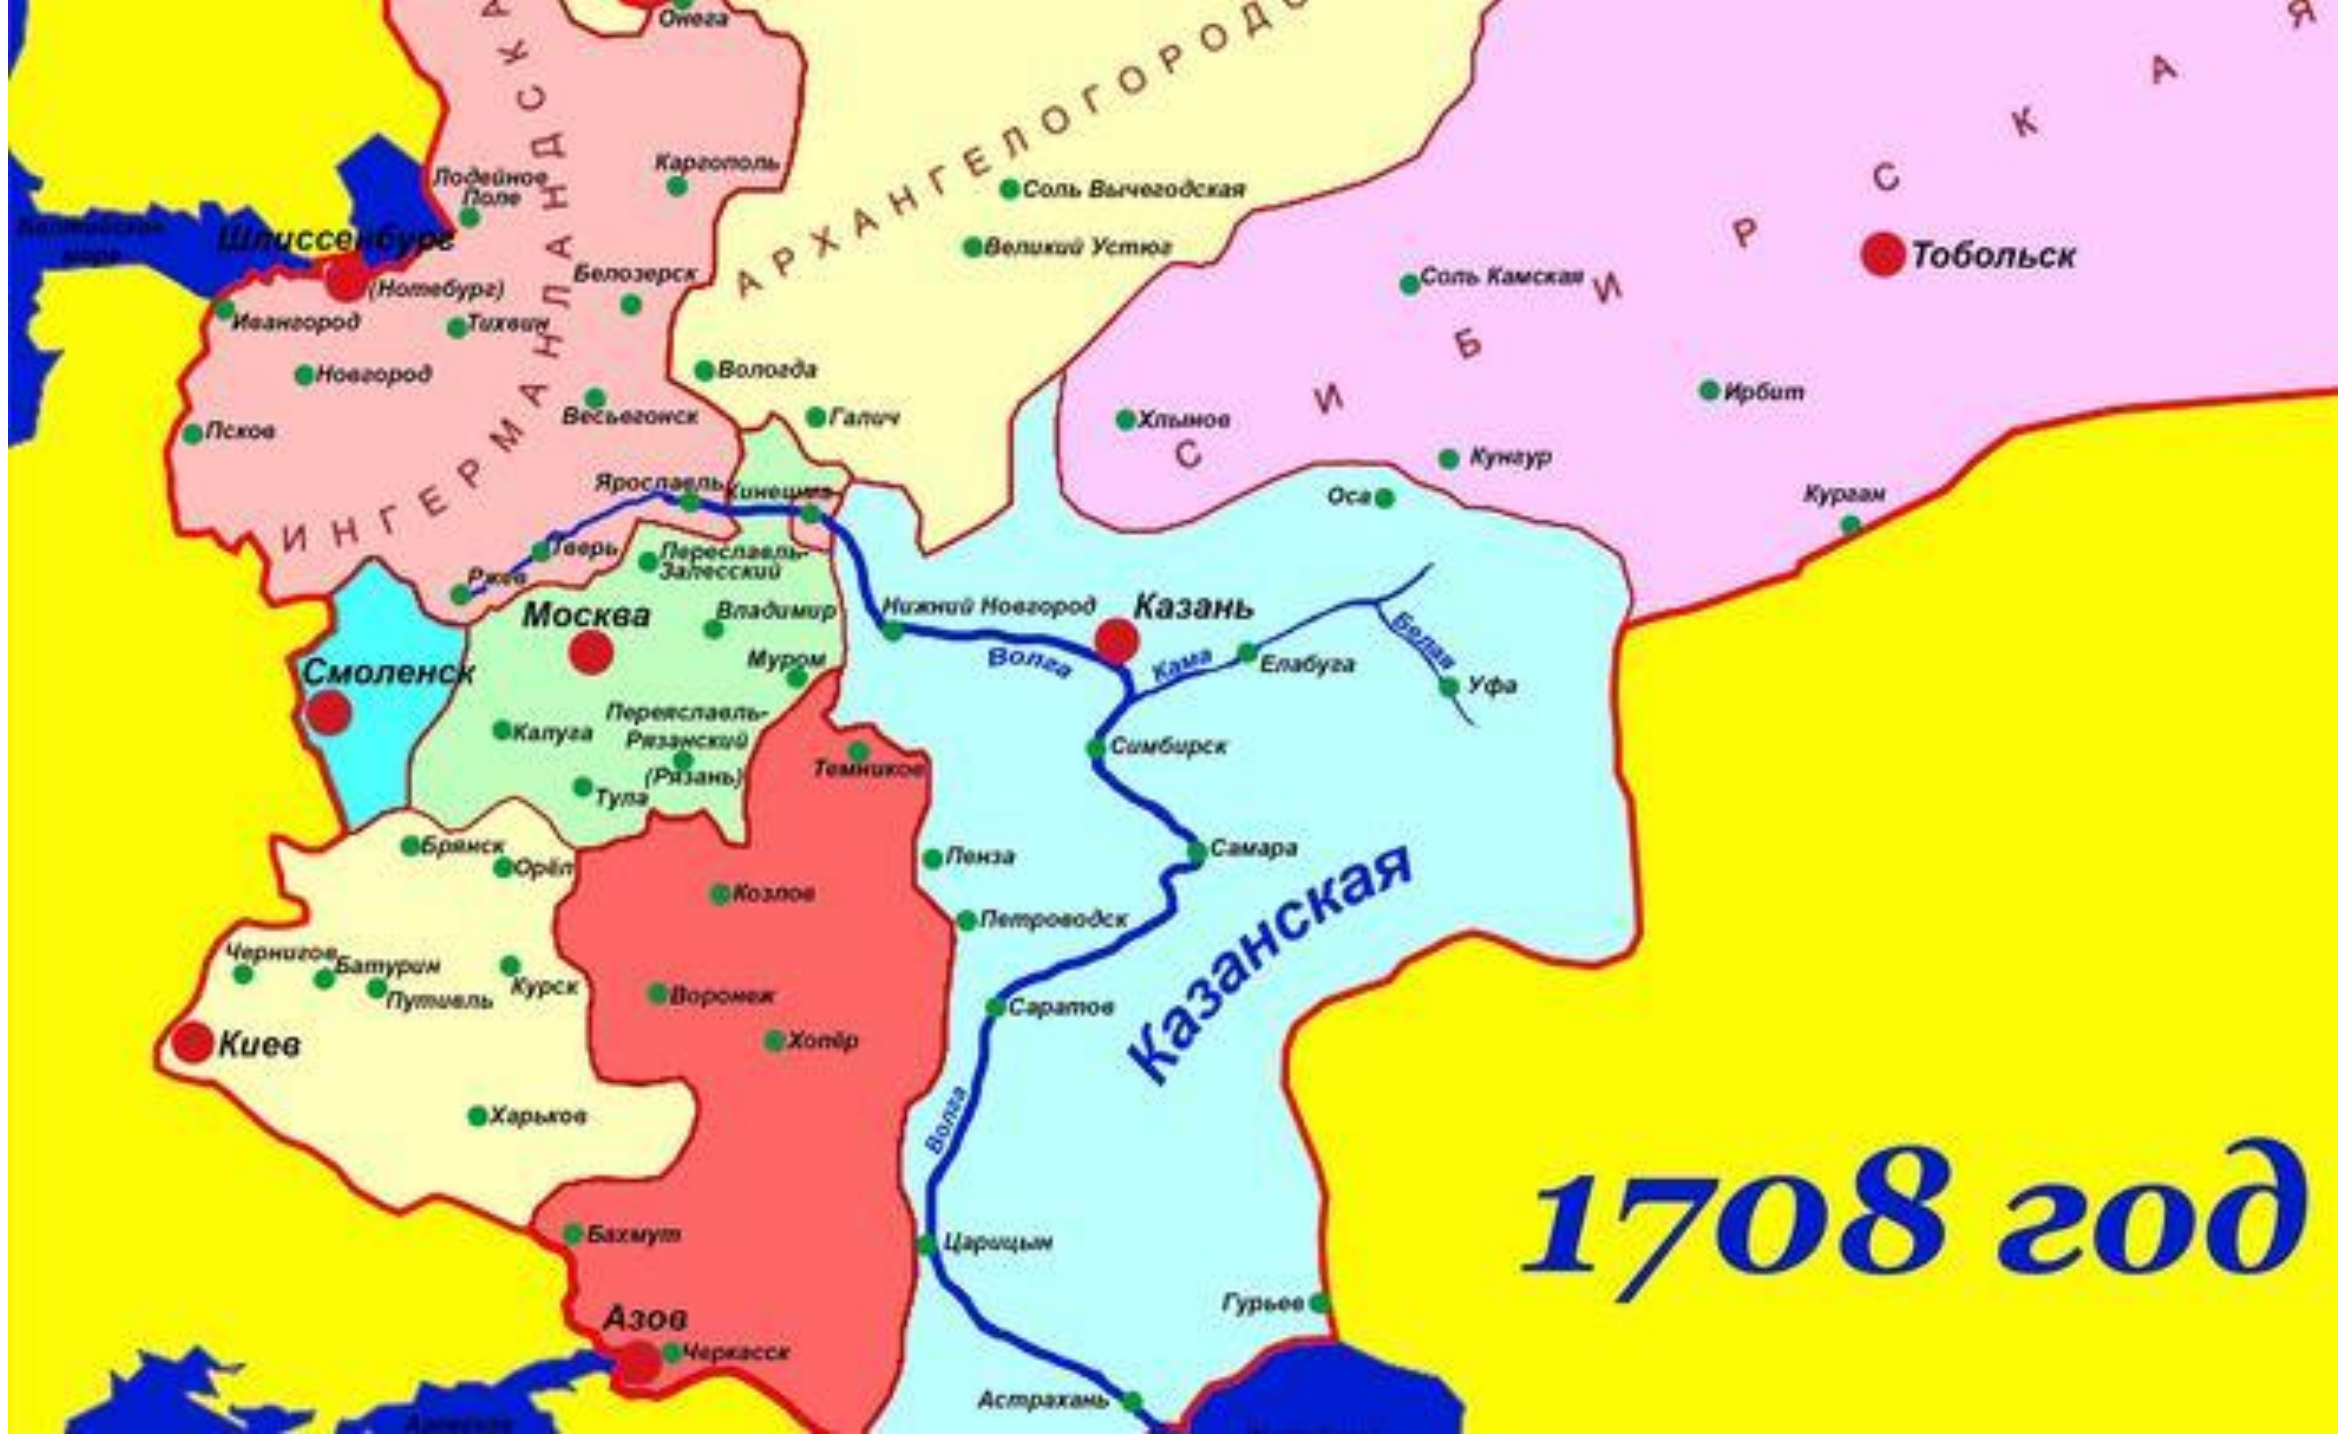 Онега
ИНГЕРМАНЛАНДСКА
АРХАНГЕЛОГОРОДС
СИБИРСКАЯ
Каргополь
Лодейное
Поле
Соль Вычегодская
Великий Устюг
Балтийское
море
Шлиссенбург
(Нотебург)
Белозерск
Тобольск
Соль Камская
Ивангород
Тихвин
Новгород
Вологда
Ирбит
Псков
Весьегонск
Галич
Хлынов
Кунгур
Ярославль
Кинешма
Оса
Курган
Тверь
Переславль-
Залесский
Ржев
Москва
Владимир
Нижний Новгород
Казань
Волга
Кама
Белая
Елабуга
Уфа
Смоленск
Муром
Калуга
Переяславль-
Рязанский
(Рязань)
Тула
Темников
Симбирск
Брянск
Орёл
Пенза
Самара
Козлов
Петроводск
Казанская
Чернигов
Батурин
Путивль
Курск
Воронеж
Саратов
Киев
Хопёр
Харьков
Волга
Бахмут
Царицын
1708 год
Азов
Черкасск
Гурьев
Астрахань